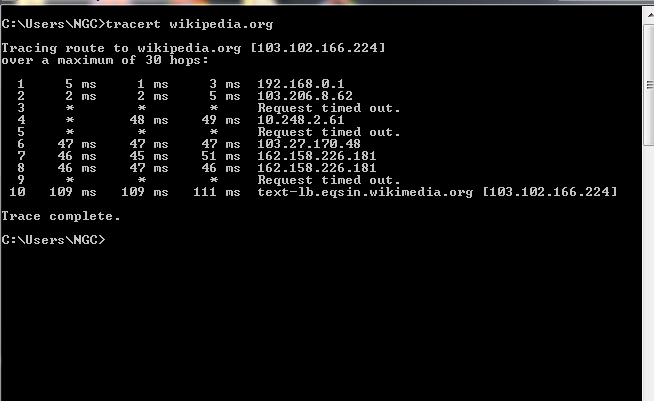 C:\Users\NGC>tracert wikipedia.org
Tracing route to wikipedia.org [103.102.166.224]
over a maximum of 30 hops:
1 5 ms 1 ms 3 ms 192.168.0.1
2 2 ms 2 ms 5 ms 103.206.8.62
3 * * * Request timed out.
4 * 48 ms 49 ms 10.248.2.61
5 * * * Request timed out.
6 47 ms 47 ms 47 ms 103.27.170.48
7 46 ms 45 ms 51 ms 162.158.226.181
8 46 ms 47 ms 46 ms 162.158.226.181
9 * * * Request timed out.
10 109 ms 109 ms 111 ms text-lb.eqsin.wikimedia.org [103.102.166.224]
Trace complete.
C:\Users\NGC>